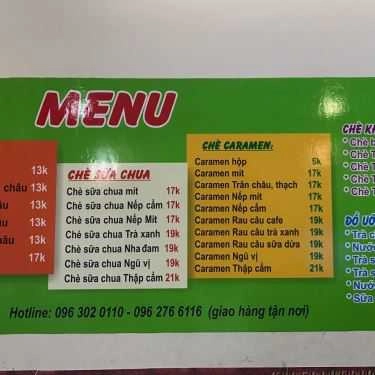 MENU
13k
châu 13k
13k
13k
13k
17k
CHÈ SỮA CHUA
Chè sữa chua mít 17k
Chè sữa chua Nếp cẩm 17k
Chè sữa chua Nếp Mít 17k
Chè sữa chua Trà xanh 19k
Chè sữa chua Nha đam 19k
Chè sữa chua Ngũ vị 19k
Chè sữa chua Thập cẩm 21k
CHÈ CARAMEN:
Caramen hộp 5k
Caramen mít 17k
Caramen Trân châu, thạch 17k
Caramen Nếp mít 17k
Caramen Nếp cẩm 17k
Caramen Rau câu cafe 19k
Caramen Rau câu trà xanh 19k
Caramen Rau câu sữa dừa 19k
Caramen Ngũ vị 19k
Caramen Thập cẩm 21k
CHÈ
* Chè
* Chè T
* Chè T
* Chè T
* Chè T
ĐỒ UỐ
* Trà
* Nước
* Trà s
* Trà s
* Nước
* Sữa
Hotline: 096 302 0110 - 096 276 6116 (giao hàng tận nơi)